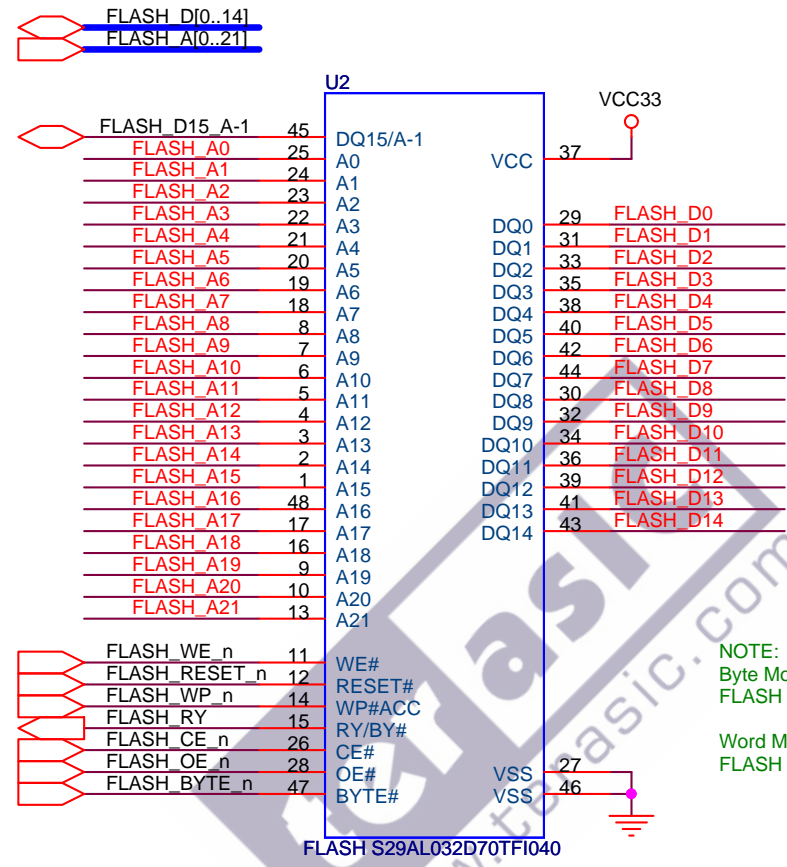 FLASH_D[0..14]
FLASH_A[0..21]
U2
VCC33
FLASH_D15_A-1 45 DQ15/A-1
FLASH_A0 25 A0 VCC 37
FLASH_A1 24 A1
FLASH_A2 23 A2
FLASH_A3 22 A3 DQ0 29 FLASH_D0
FLASH_A4 21 A4 DQ1 31 FLASH_D1
FLASH_A5 20 A5 DQ2 33 FLASH_D2
FLASH_A6 19 A6 DQ3 35 FLASH_D3
FLASH_A7 18 A7 DQ4 38 FLASH_D4
FLASH_A8 8 A8 DQ5 40 FLASH_D5
FLASH_A9 7 A9 DQ6 42 FLASH_D6
FLASH_A10 6 A10 DQ7 44 FLASH_D7
FLASH_A11 5 A11 DQ8 30 FLASH_D8
FLASH_A12 4 A12 DQ9 32 FLASH_D9
FLASH_A13 3 A13 DQ10 34 FLASH_D10
FLASH_A14 2 A14 DQ11 36 FLASH_D11
FLASH_A15 1 A15 DQ12 39 FLASH_D12
FLASH_A16 48 A16 DQ13 41 FLASH_D13
FLASH_A17 17 A17 DQ14 43 FLASH_D14
FLASH_A18 16 A18
FLASH_A19 9 A19
FLASH_A20 10 A20
FLASH_A21 13 A21
FLASH_WE_n 11 WE#
FLASH_RESET_n 12 RESET#
FLASH_WP_n 14 WP#ACC
FLASH_RY 15 RY/BY#
FLASH_CE_n 26 CE#
FLASH_OE_n 28 OE# VSS 27
FLASH_BYTE_n 47 BYTE# VSS 46
NOTE:
Byte Mo
FLASH
Word M
FLASH
FLASH S29AL032D70TFI040
terasic
w.terasic.com